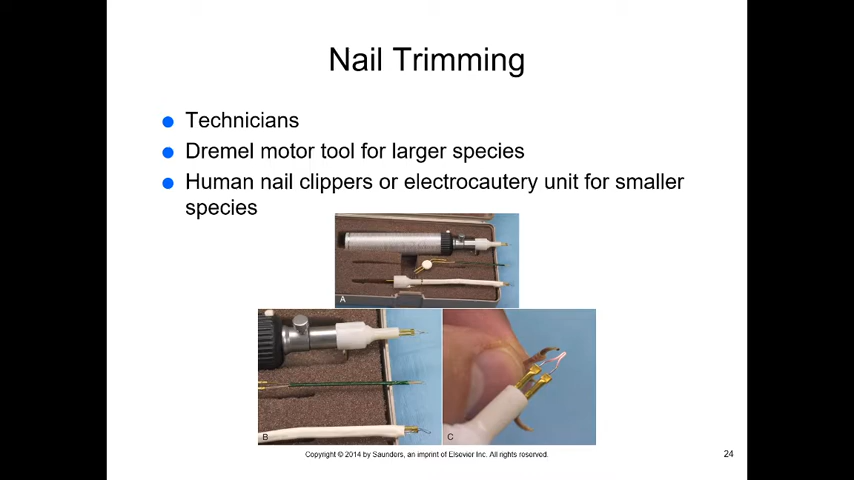 Nail Trimming
Technicians
Dremel motor tool for larger species
Human nail clippers or electrocautery unit for smaller
species
A
B
C
Copyright © 2014 by Saunders, an imprint of Elsevier Inc. All rights reserved.
24